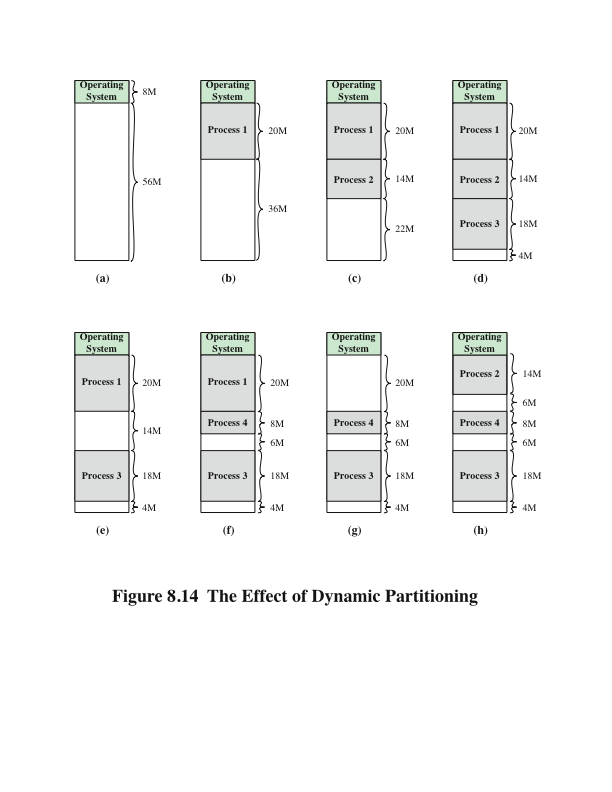 Operating
System
8M
56M
(a)
Operating
System
Process 1
20M
36M
(b)
Operating
System
Process 1
20M
Process 2
14M
22M
(c)
Operating
System
Process 1
20M
Process 2
14M
Process 3
18M
4M
(d)
Operating
System
Process 1
20M
14M
Process 3
18M
4M
(e)
Operating
System
Process 1
20M
Process 4
8M
6M
Process 3
18M
4M
(f)
Operating
System
20M
Process 4
8M
6M
Process 3
18M
4M
(g)
Operating
System
Process 2
14M
6M
Process 4
8M
6M
Process 3
18M
4M
(h)
Figure 8.14 The Effect of Dynamic Partitioning